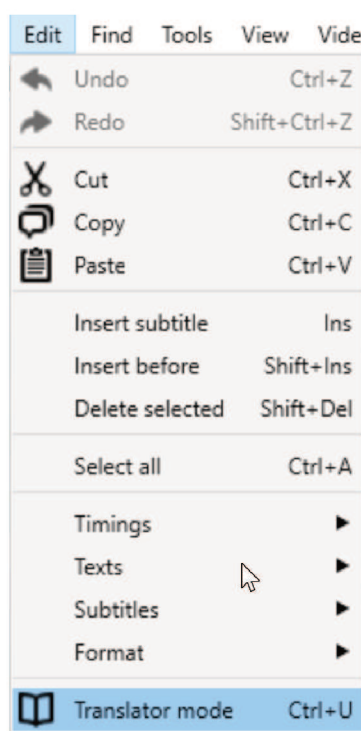 Edit Find Tools View Vide
Undo Ctrl+Z
Redo Shift+Ctrl+Z
Cut Ctrl+X
Copy Ctrl+C
Paste Ctrl+V
Insert subtitle Ins
Insert before Shift+Ins
Delete selected Shift+Del
Select all Ctrl+A
Timings
Texts
Subtitles
Format
Translator mode Ctrl+U